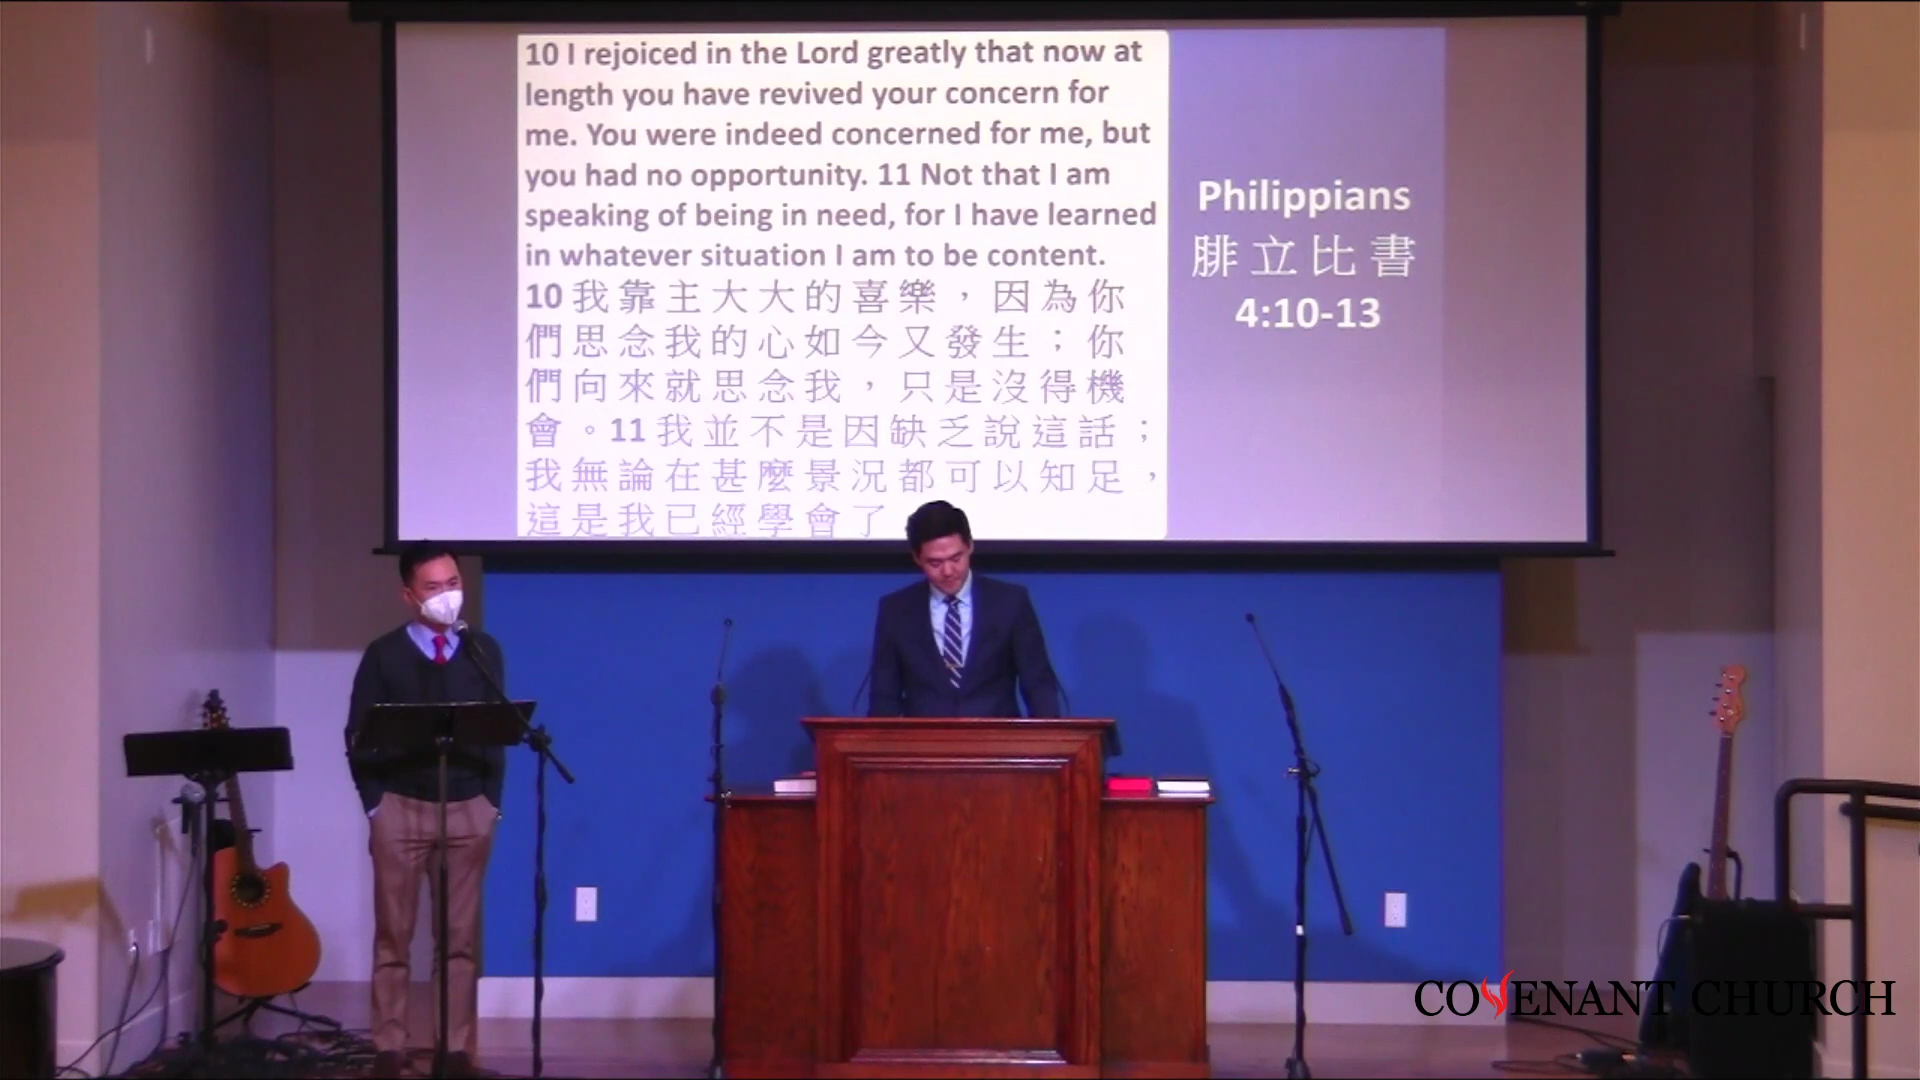 10 I rejoiced in the Lord greatly that now at
length you have revived your concern for
me. You were indeed concerned for me, but
you had no opportunity. 11 Not that I am
speaking of being in need, for I have learned
in whatever situation I am to be content.
10 我靠主大大的喜樂，因為你
們思念我的心如今又發生；你
們向來就思念我，只是沒得機
會。11 我並不是因缺乏說這話；
我無論在甚麼景況都可以知足，
這是我已經學會了
Philippians
腓立比書
4:10-13
COVENANT CHURCH